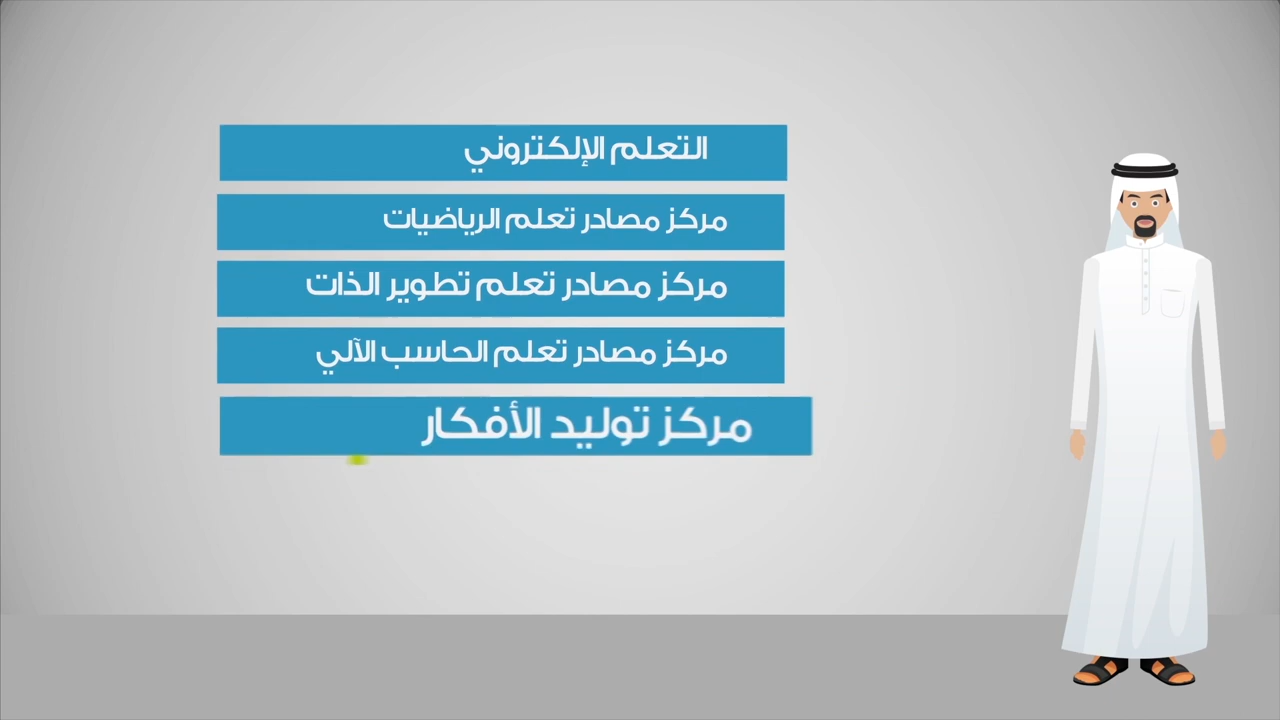 التعلم الإلكتروني
مركز مصادر تعلم الرياضيات
مركز مصادر تعلم تطوير الذات
مركز مصادر تعلم الحاسب الآلي
مركز توليد الأفكار